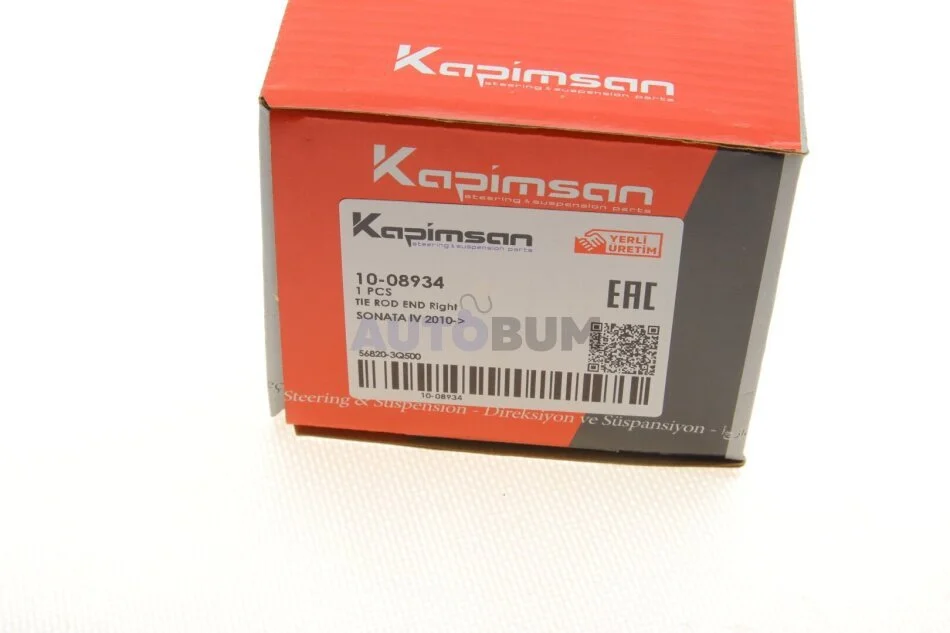 Kapimsan
steering & suspension parts
Kapimsan
steering & suspension parts
Kapimsan
steering & suspension parts
YERLİ
ÜRETİM
10-08934
1 PCS
TIE ROD END Right
SONATA IV 2010->
EAC
AUTOBUM
56820-3Q500
10-08934
Steering & Suspension - Direksiyon ve Süspansiyon -